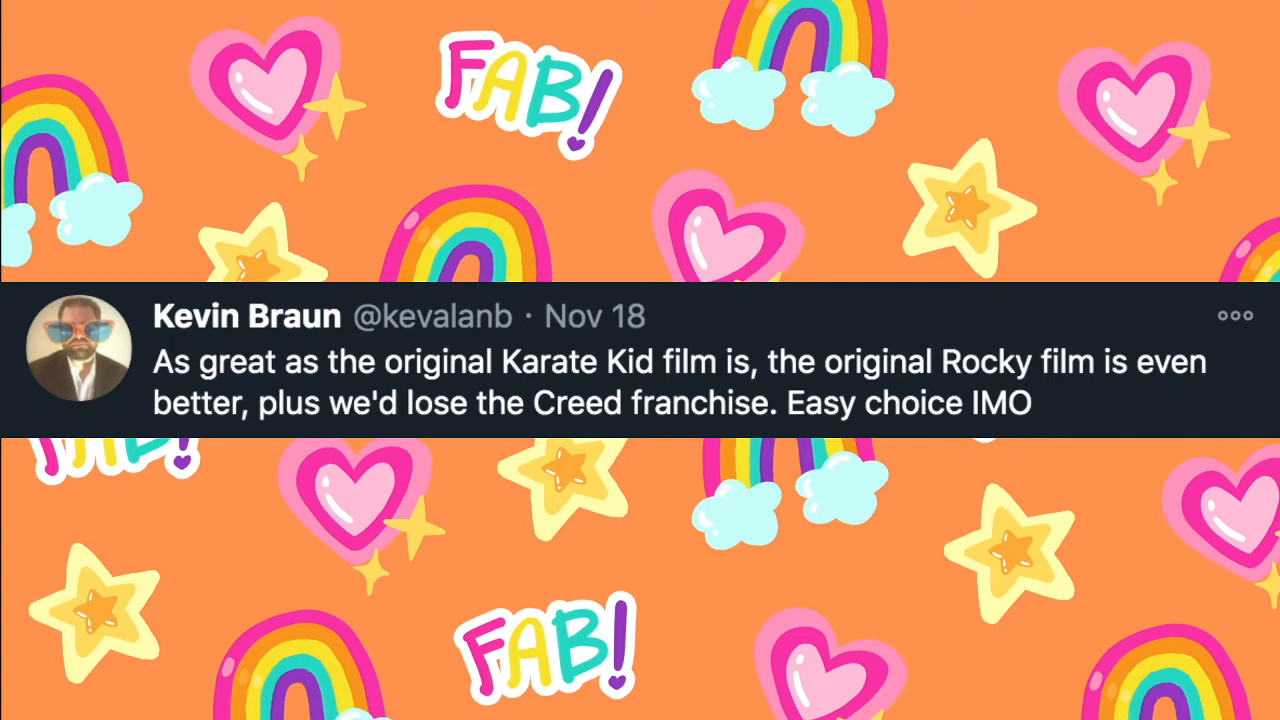 FAB!
Kevin Braun @kevalanb · Nov 18
As great as the original Karate Kid film is, the original Rocky film is even
better, plus we'd lose the Creed franchise. Easy choice IMO
FAB!
FAB!